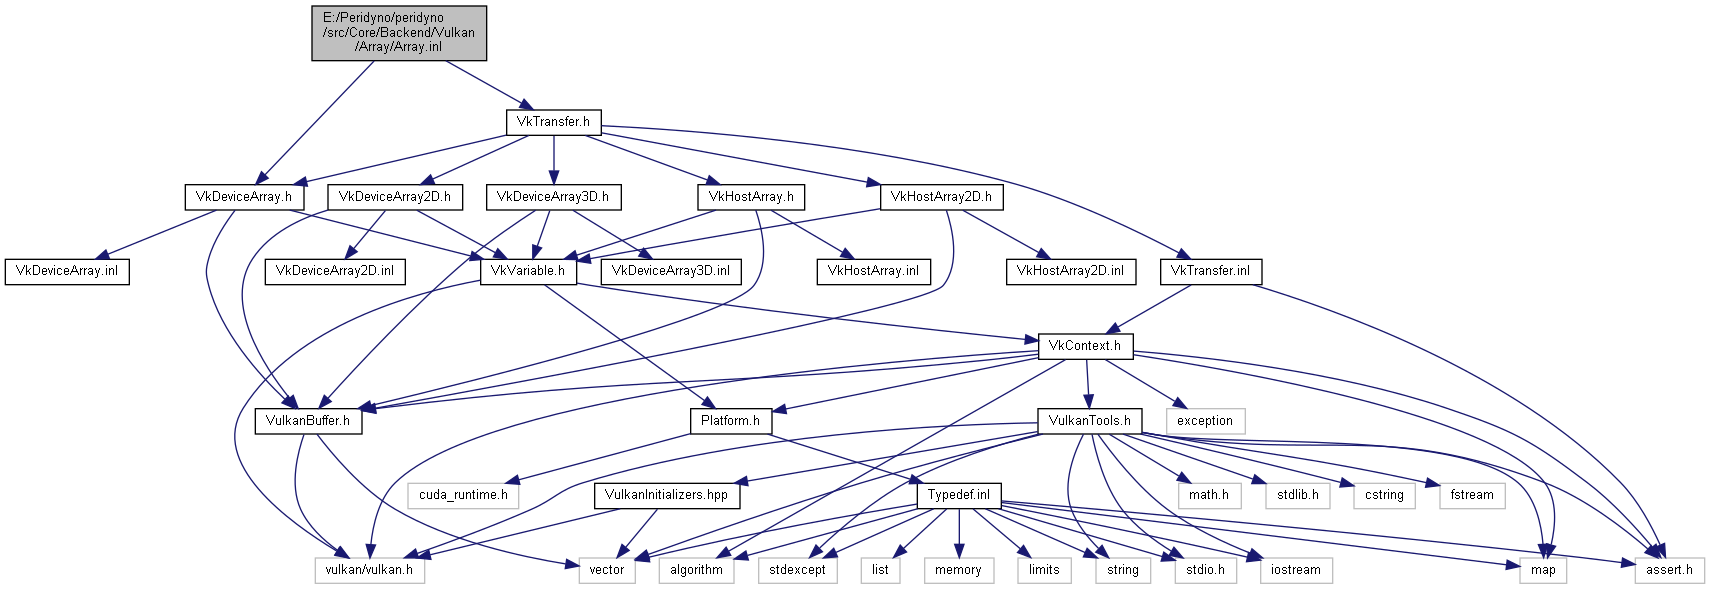 E:/Peridyno/peridyno
/src/Core/Backend/Vulkan
/Array/Array.inl
VkTransfer.h
VkDeviceArray.h
VkDeviceArray2D.h
VkDeviceArray3D.h
VkHostArray.h
VkHostArray2D.h
VkDeviceArray.inl
VkDeviceArray2D.inl
VkVariable.h
VkDeviceArray3D.inl
VkHostArray.inl
VkHostArray2D.inl
VkTransfer.inl
VkContext.h
VulkanBuffer.h
Platform.h
VulkanTools.h
exception
cuda_runtime.h
VulkanInitializers.hpp
Typedef.inl
math.h
stdlib.h
cstring
fstream
vulkan/vulkan.h
vector
algorithm
stdexcept
list
memory
limits
string
stdio.h
iostream
map
assert.h